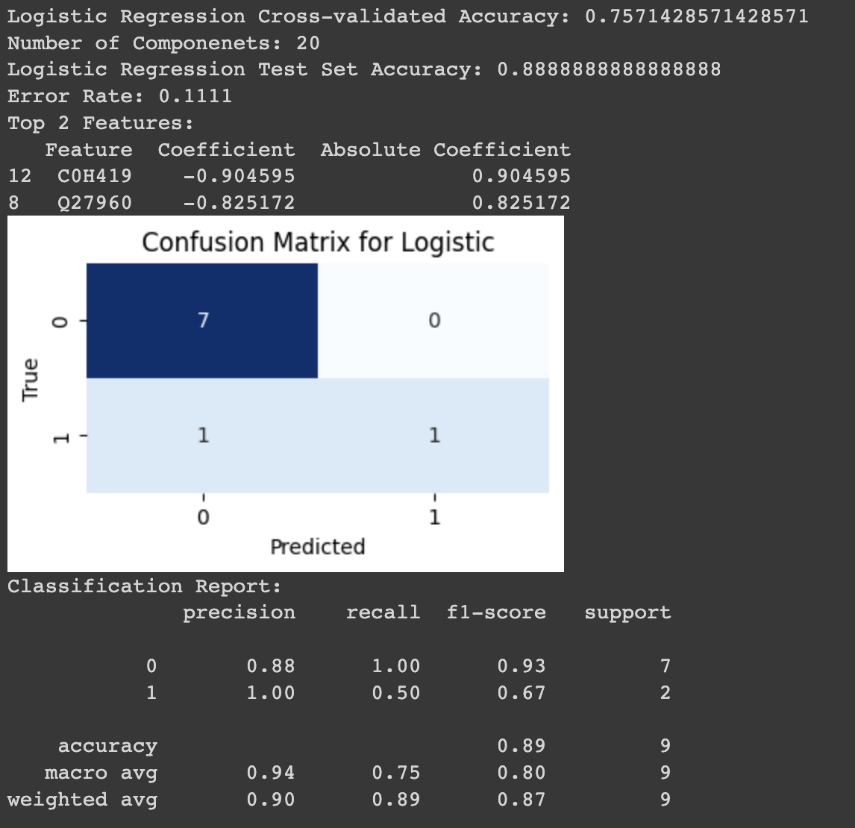 Logistic Regression Cross-validated Accuracy: 0.7571428571428571
Number of Componenets: 20
Logistic Regression Test Set Accuracy: 0.8888888888888888
Error Rate: 0.1111
Top 2 Features:
Feature Coefficient Absolute Coefficient
12 C0H419 -0.904595 0.904595
8 Q27960 -0.825172 0.825172
Confusion Matrix for Logistic
True
0 7 0
1 1 1
0 1
Predicted
Classification Report:
precision recall f1-score support
0 0.88 1.00 0.93 7
1 1.00 0.50 0.67 2
accuracy 0.89 9
macro avg 0.94 0.75 0.80 9
weighted avg 0.90 0.89 0.87 9